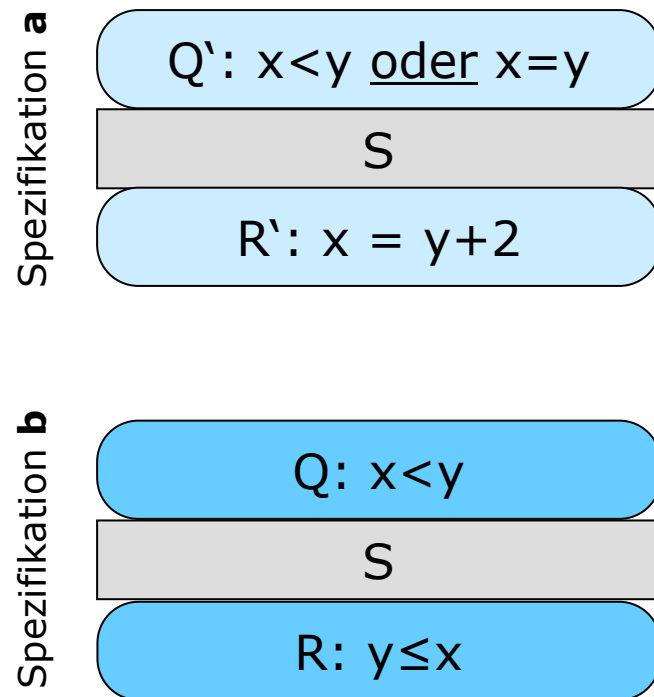 Spezifikation a
Q‘: x<y oder x=y
S
R‘: x = y+2
Spezifikation b
Q: x<y
S
R: y≤x